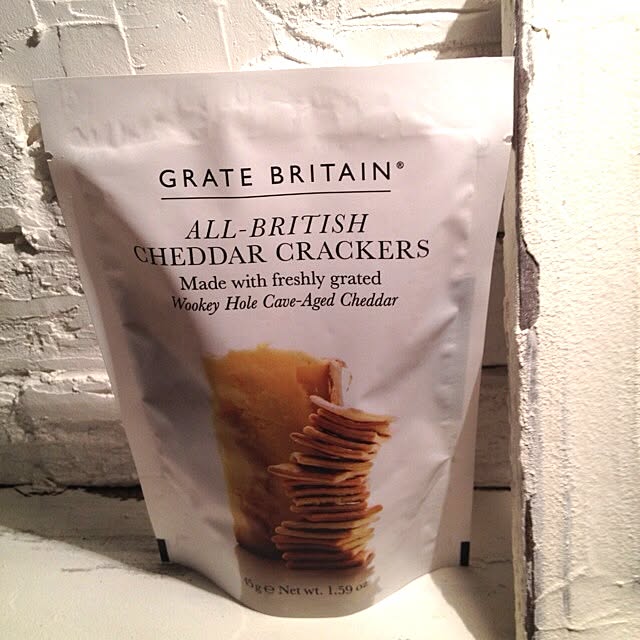 GRATE BRITAIN®
ALL-BRITISH
CHEDDAR CRACKERS
Made with freshly grated
Wookey Hole Cave-Aged Cheddar
45g ℮ Net wt. 1.59 oz